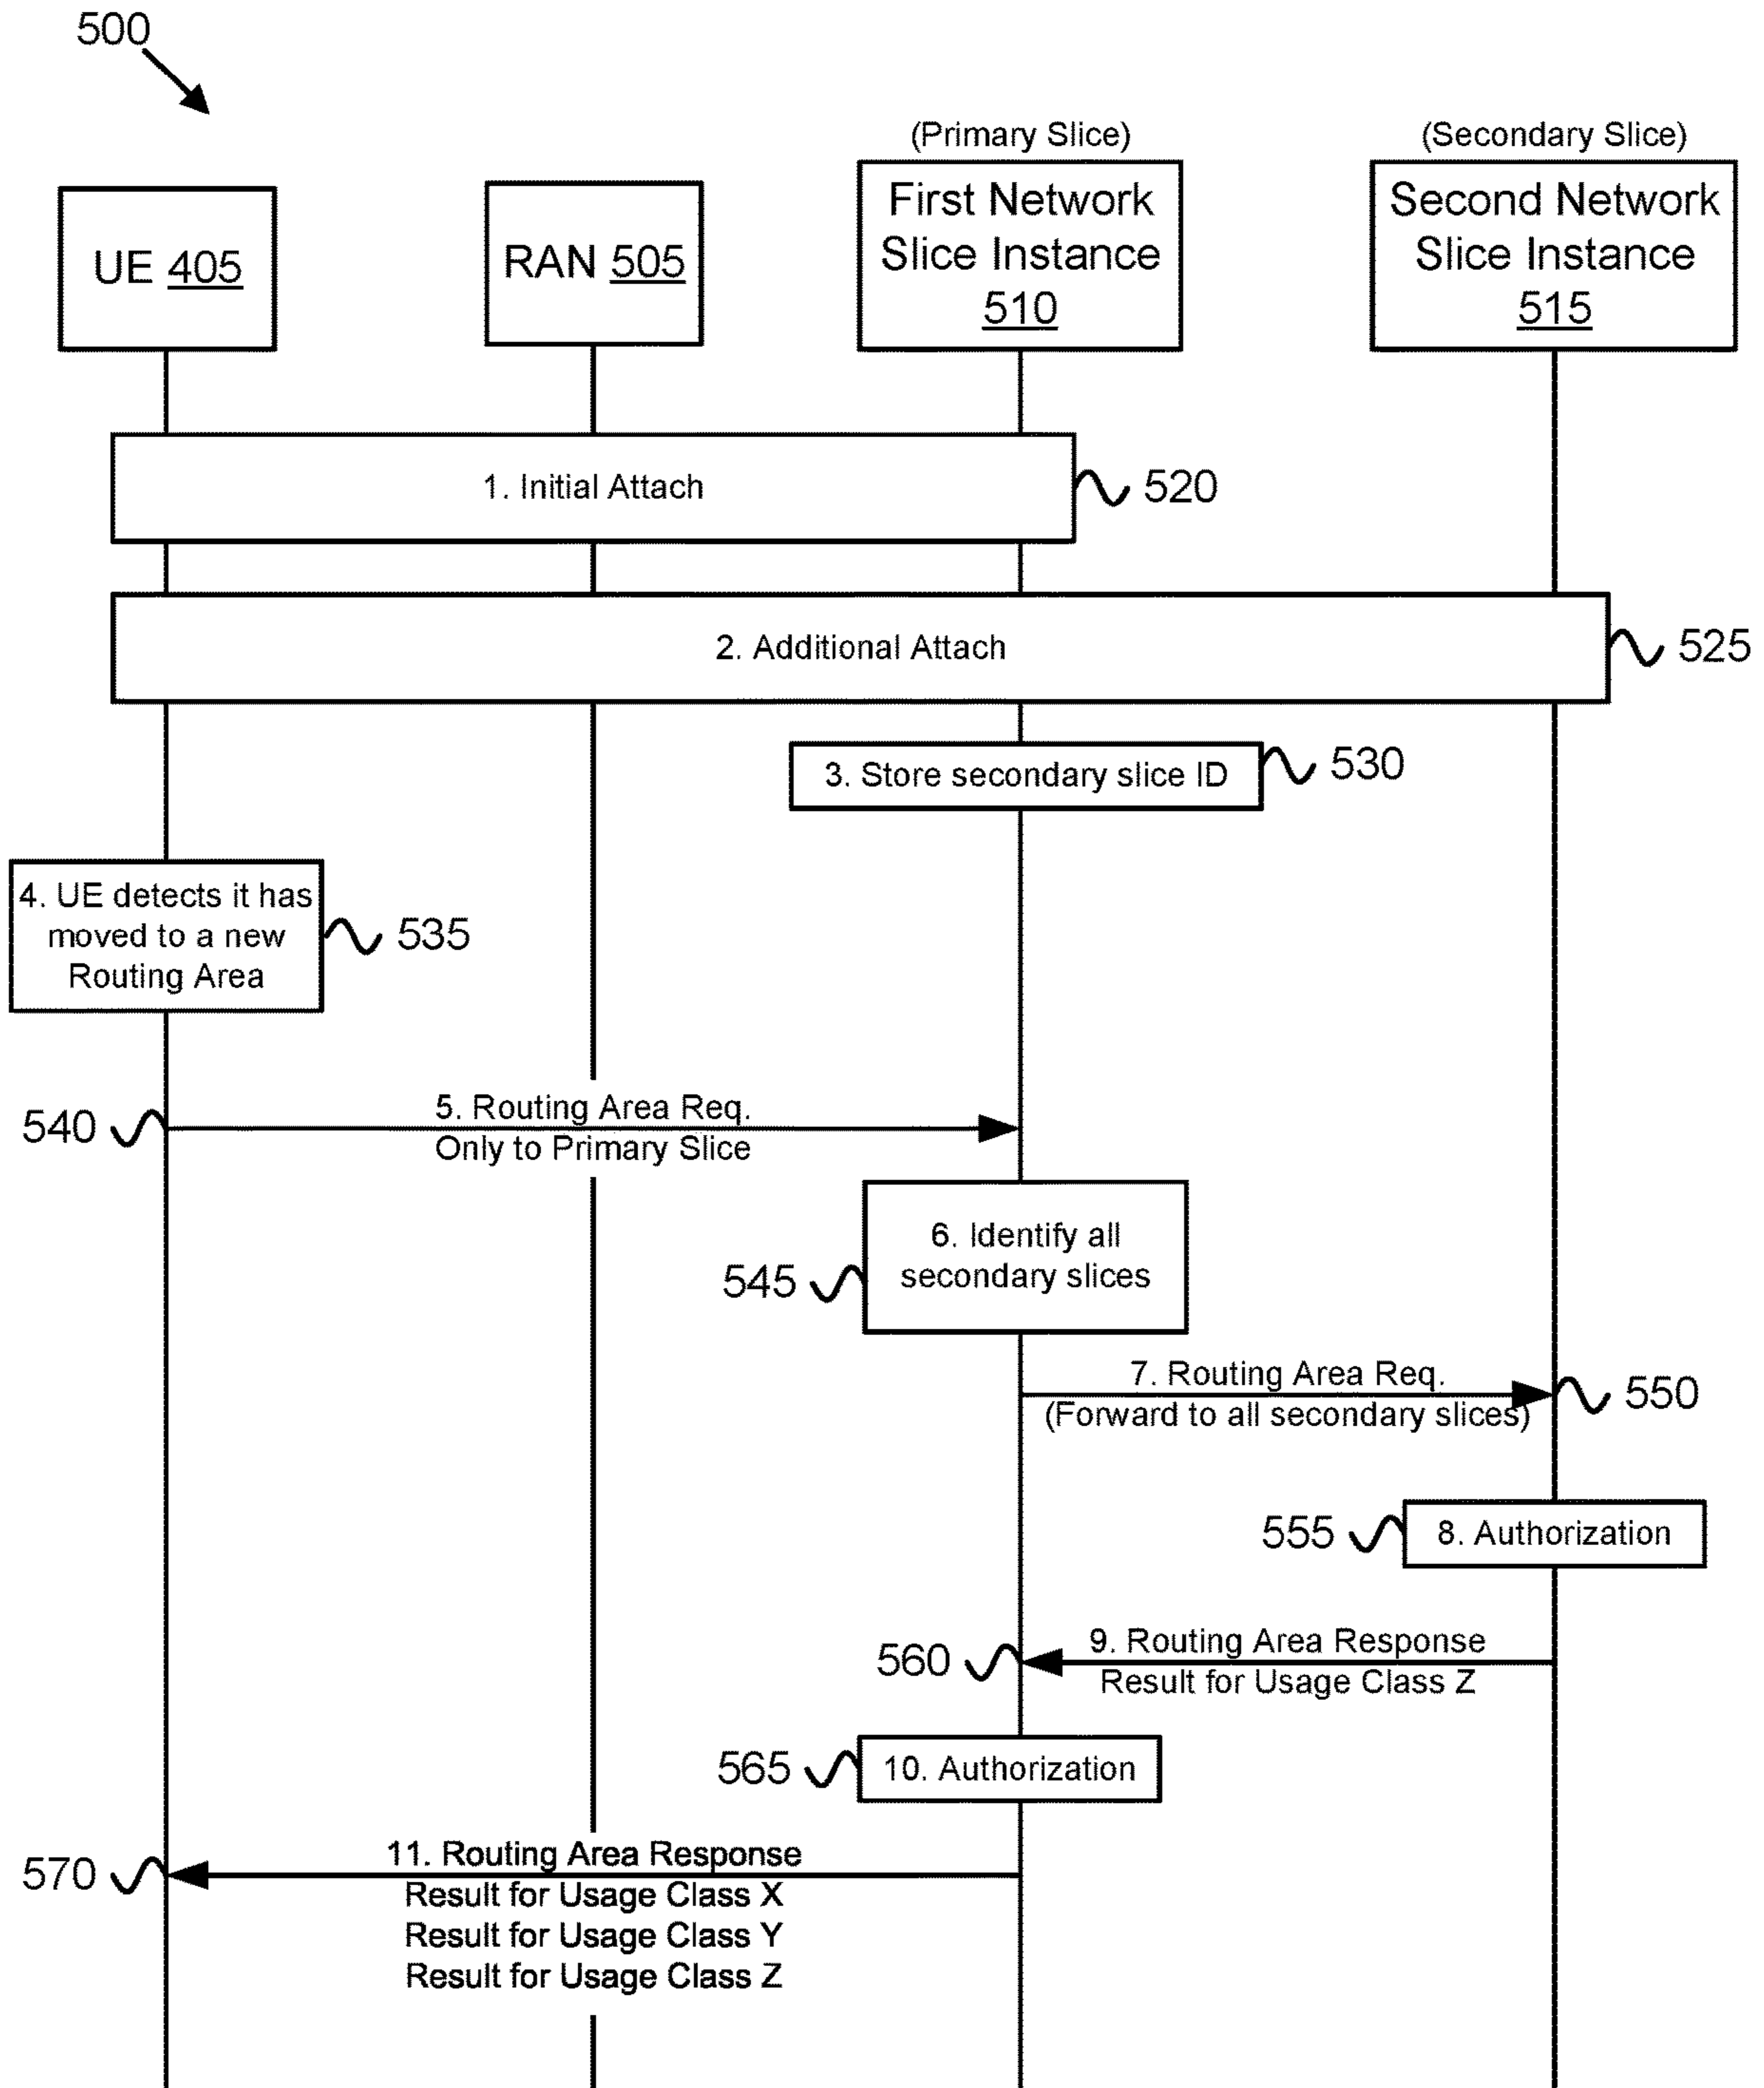 500
(Primary Slice)
(Secondary Slice)
UE 405
RAN 505
First Network
Slice Instance
510
Second Network
Slice Instance
515
1. Initial Attach
520
2. Additional Attach
525
3. Store secondary slice ID
530
4. UE detects it has
moved to a new
Routing Area
535
540
5. Routing Area Req.
Only to Primary Slice
6. Identify all
secondary slices
545
7. Routing Area Req.
(Forward to all secondary slices)
550
555
8. Authorization
560
9. Routing Area Response
Result for Usage Class Z
565
10. Authorization
570
11. Routing Area Response
Result for Usage Class X
Result for Usage Class Y
Result for Usage Class Z